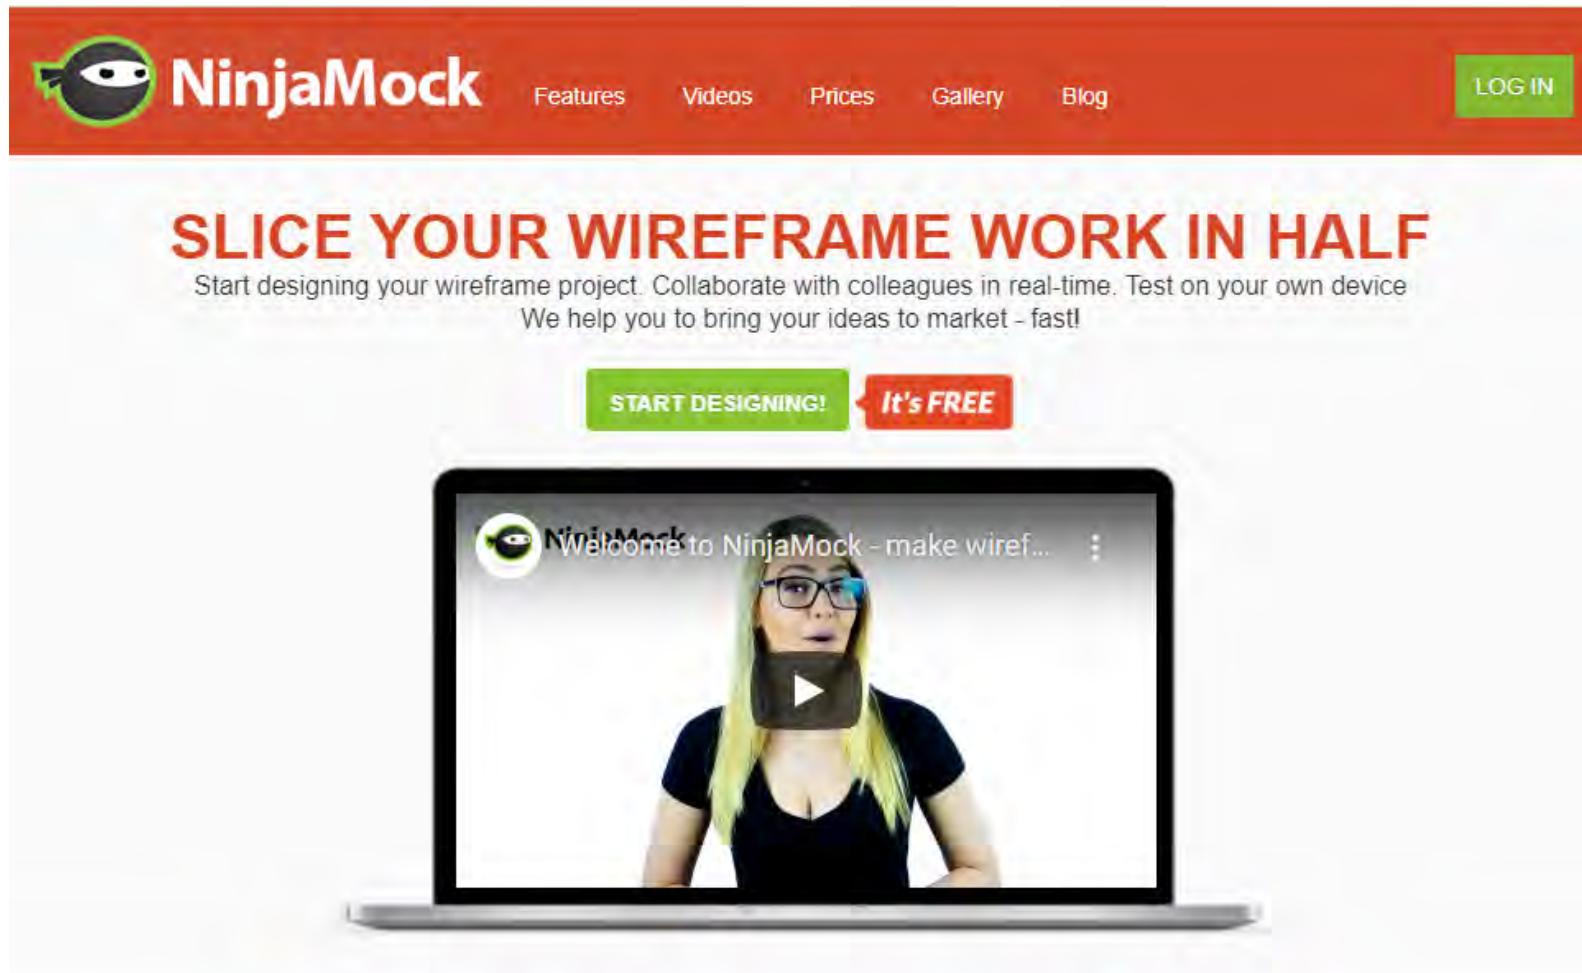 NinjaMock
Features
Videos
Prices
Gallery
Blog
LOG IN
SLICE YOUR WIREFRAME WORK IN HALF
Start designing your wireframe project. Collaborate with colleagues in real-time. Test on your own device
We help you to bring your ideas to market - fast!
START DESIGNING!
It's FREE
NinjaMock
Welcome to NinjaMock - make wiref...